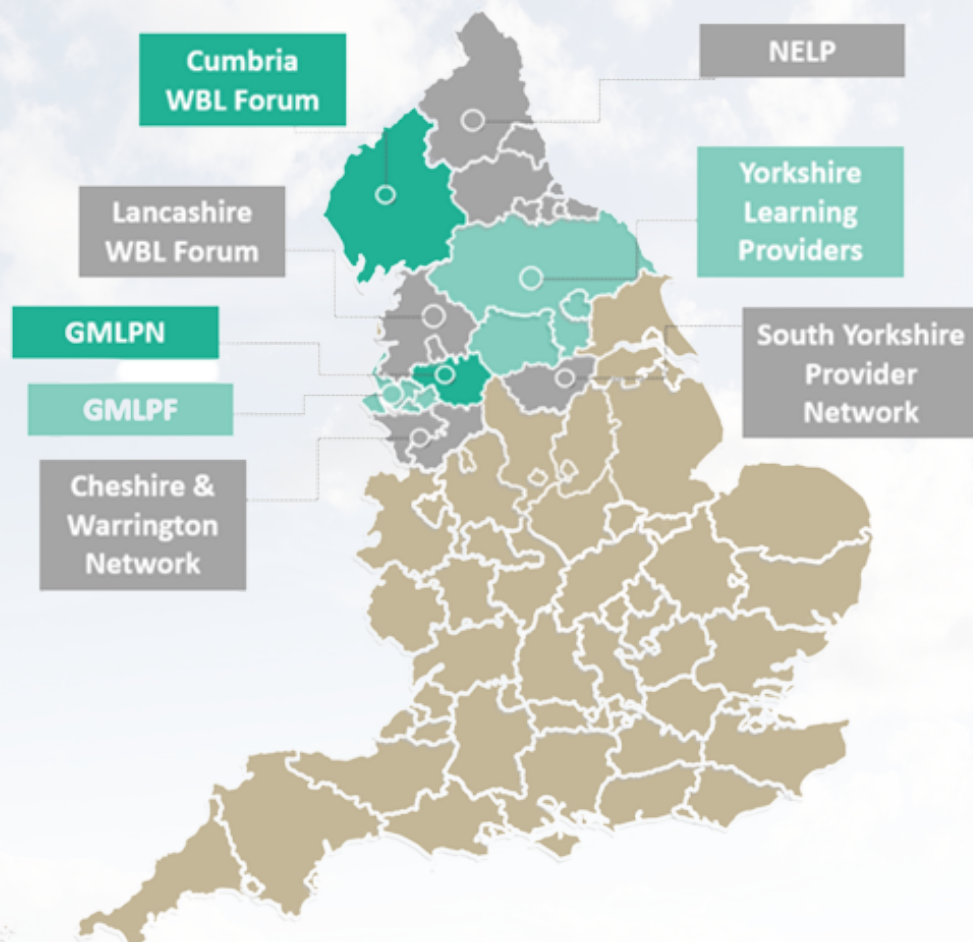 Cumbria
WBL Forum
NELP
Lancashire
WBL Forum
Yorkshire
Learning
Providers
GMLPN
GMLPF
South Yorkshire
Provider
Network
Cheshire &
Warrington
Network